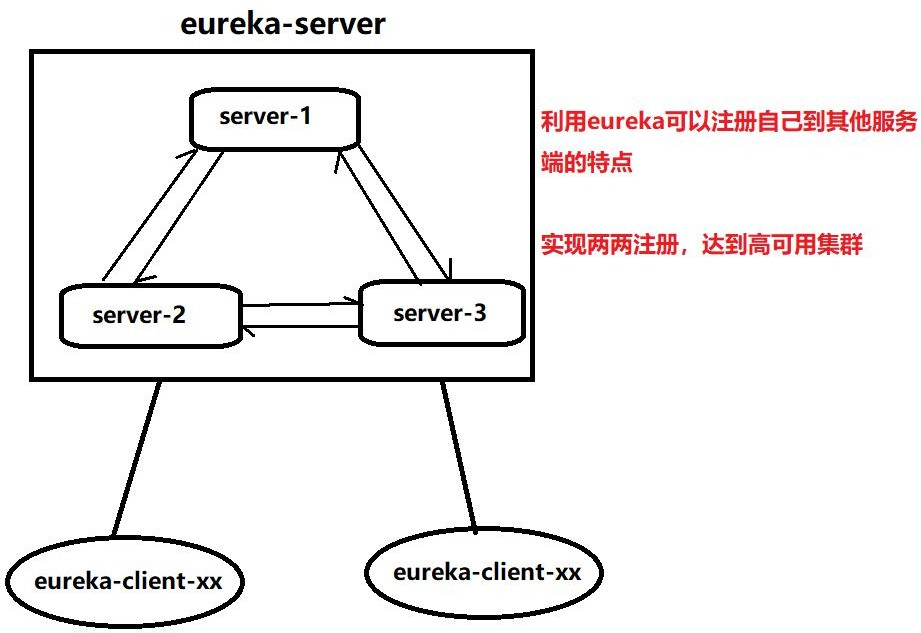 eureka-server
server-1
利用eureka可以注册自己到其他服务
端的特点
实现两两注册，达到高可用集群
server-2
server-3
eureka-client-xx
eureka-client-xx